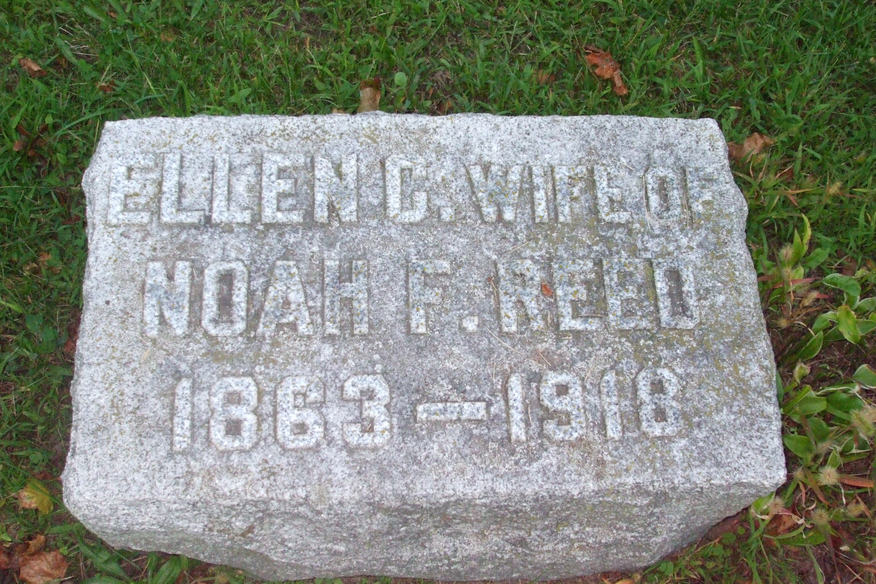 ELLEN C. WIFE OF
NOAH F. REED
1863 - 1918